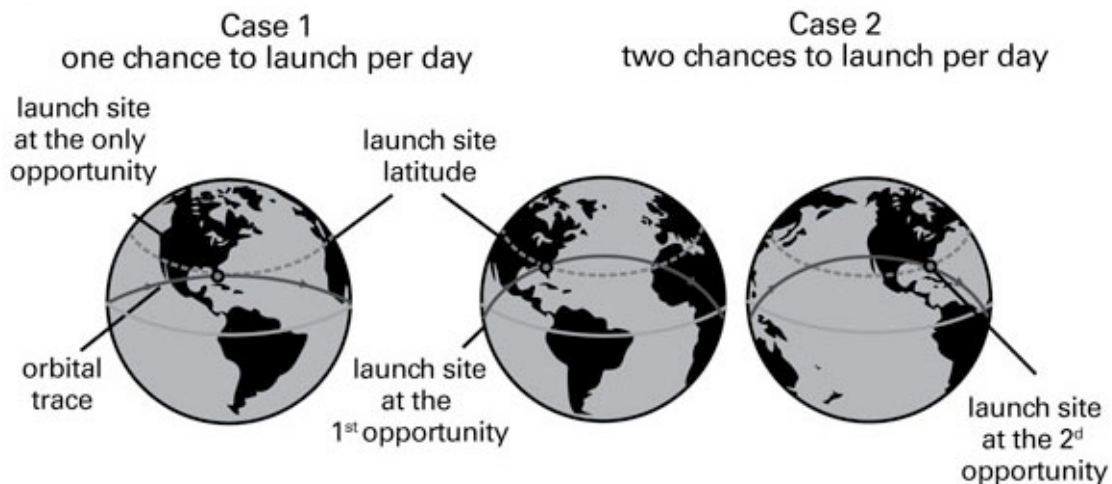 Case 1
one chance to launch per day
Case 2
two chances to launch per day
launch site
at the only
opportunity
launch site
latitude
orbital
trace
launch site
at the
1st opportunity
launch site
at the 2d
opportunity